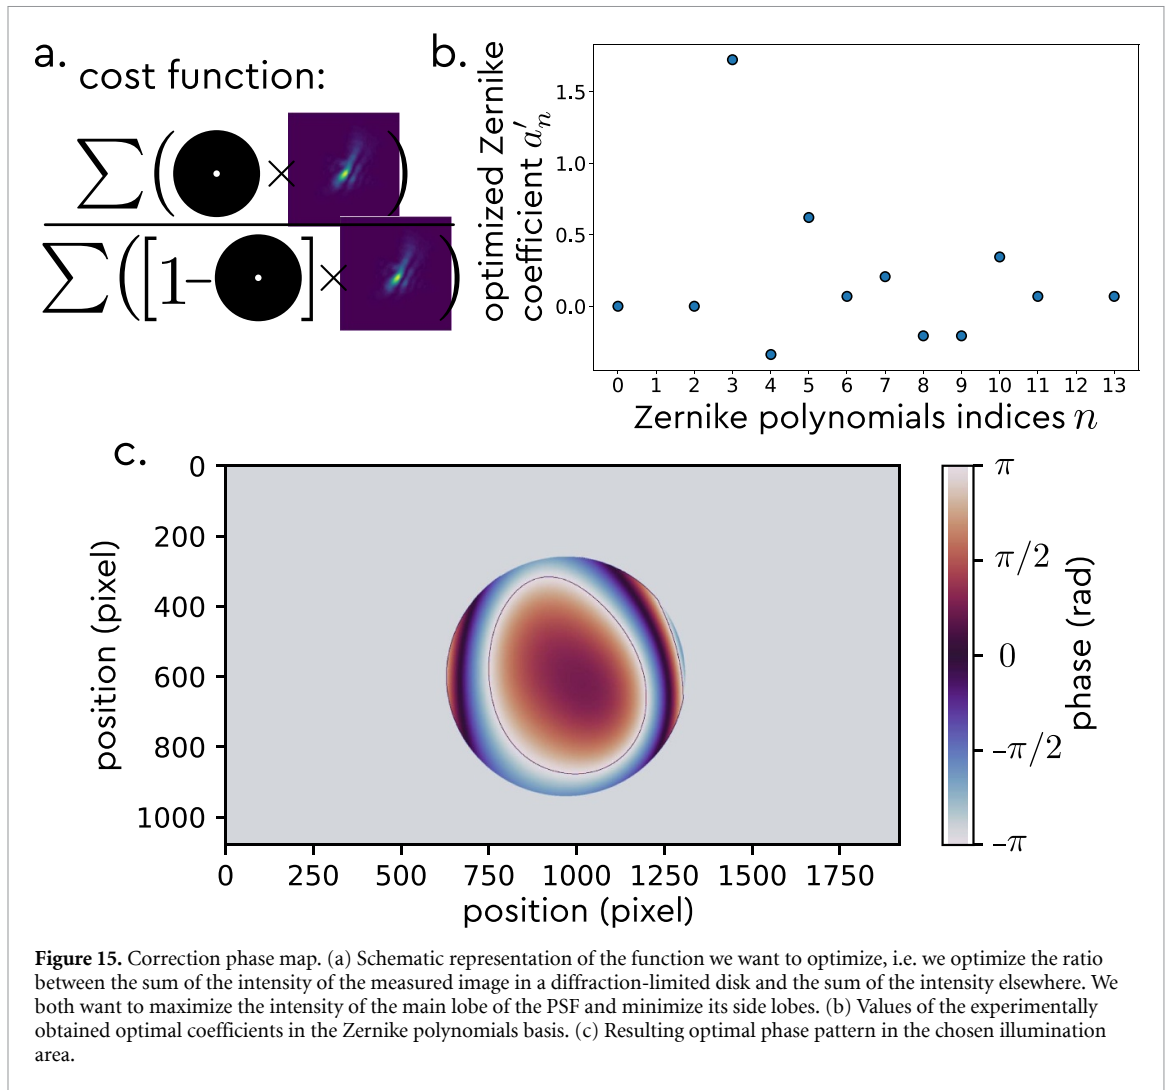 a.
cost function:
∑(×)
∑([1−]×)
b.
optimized Zernike
coefficient a′n
1.5
1.0
0.5
0.0
0 1 2 3 4 5 6 7 8 9 10 11 12 13
Zernike polynomials indices n
c.
position (pixel)
0
200
400
600
800
1000
0 250 500 750 1000 1250 1500 1750
position (pixel)
π
π/2
0
−π/2
−π
phase (rad)
Figure 15. Correction phase map. (a) Schematic representation of the function we want to optimize, i.e. we optimize the ratio
between the sum of the intensity of the measured image in a diffraction-limited disk and the sum of the intensity elsewhere. We
both want to maximize the intensity of the main lobe of the PSF and minimize its side lobes. (b) Values of the experimentally
obtained optimal coefficients in the Zernike polynomials basis. (c) Resulting optimal phase pattern in the chosen illumination
area.